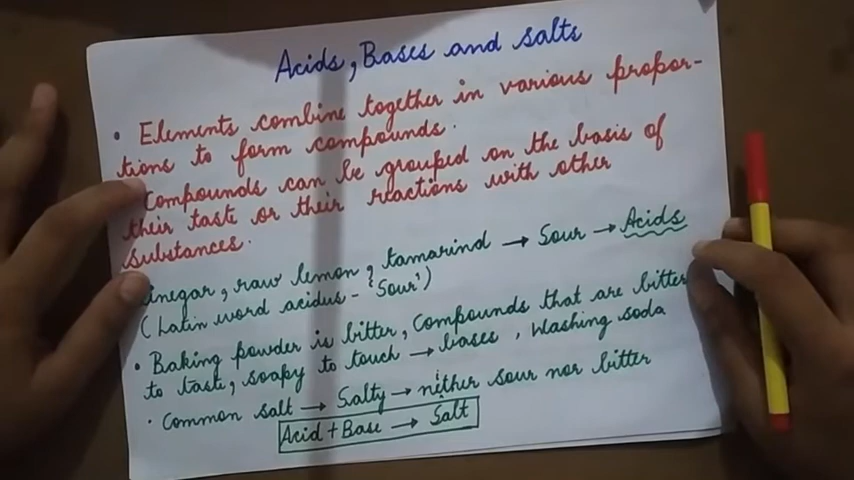 Acids, Bases and salts
• Elements combine together in various propor-
tions to form compounds.
Compounds can be grouped on the basis of
their taste or their reactions with other
substances.
inegar, raw lemon, tamarind → Sour → Acids
(Latin word acidus - 'Sour')
• Baking powder is bitter, Compounds that are bitter
to taste, soapy to touch → bases, Washing soda
• Common salt → Salty → neither sour nor bitter
Acid + Base → Salt